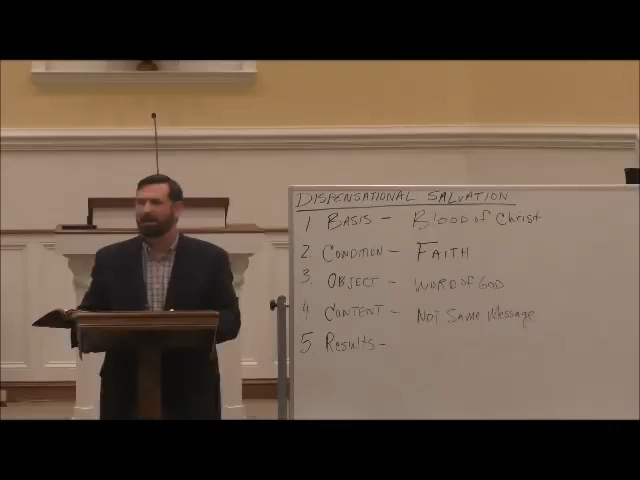 DISPENSATIONAL SALVATION
1 BASIS - Blood of Christ
2. CONDITION - FAITH
3. OBJECT - WORD of GOD
4 CONTENT - NOT SAME Message
5 Results -